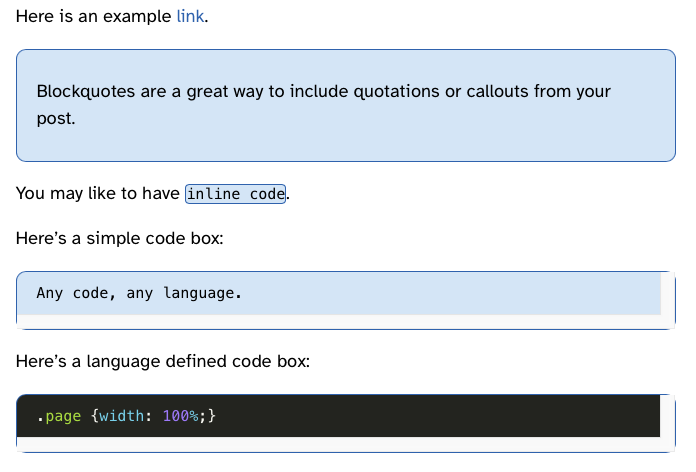 Here is an example link.
Blockquotes are a great way to include quotations or callouts from your
post.
You may like to have inline code.
Here’s a simple code box:
Any code, any language.
Here’s a language defined code box:
.page {width: 100%;}